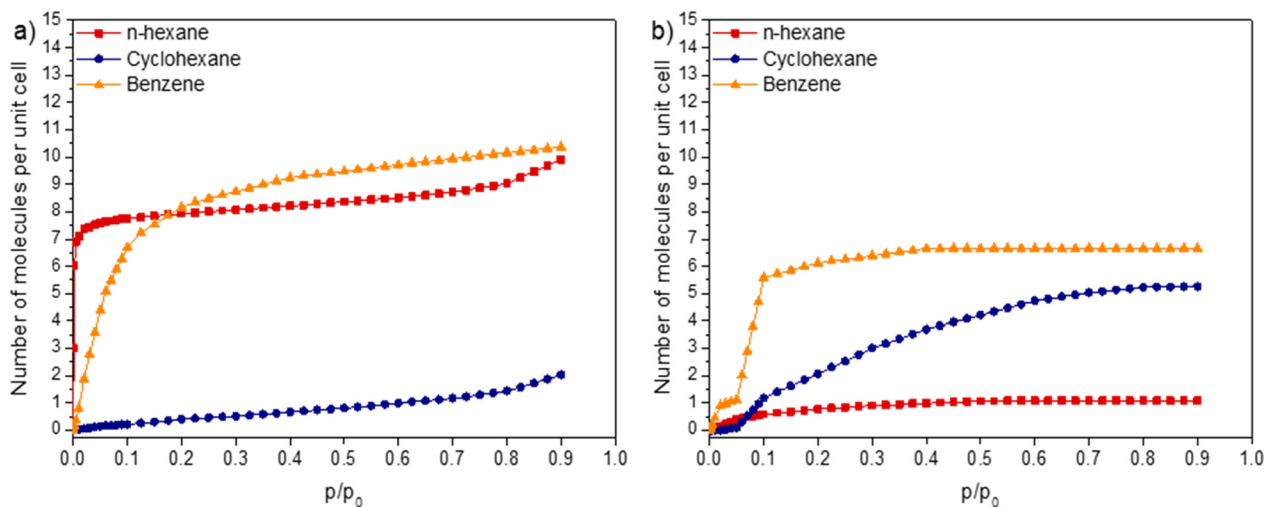 a)
n-hexane
Cyclohexane
Benzene
Number of molecules per unit cell
15
14
13
12
11
10
9
8
7
6
5
4
3
2
1
0
0.0 0.1 0.2 0.3 0.4 0.5 0.6 0.7 0.8 0.9 1.0
p/p0
b)
n-hexane
Cyclohexane
Benzene
Number of molecules per unit cell
15
14
13
12
11
10
9
8
7
6
5
4
3
2
1
0
0.0 0.1 0.2 0.3 0.4 0.5 0.6 0.7 0.8 0.9 1.0
p/p0